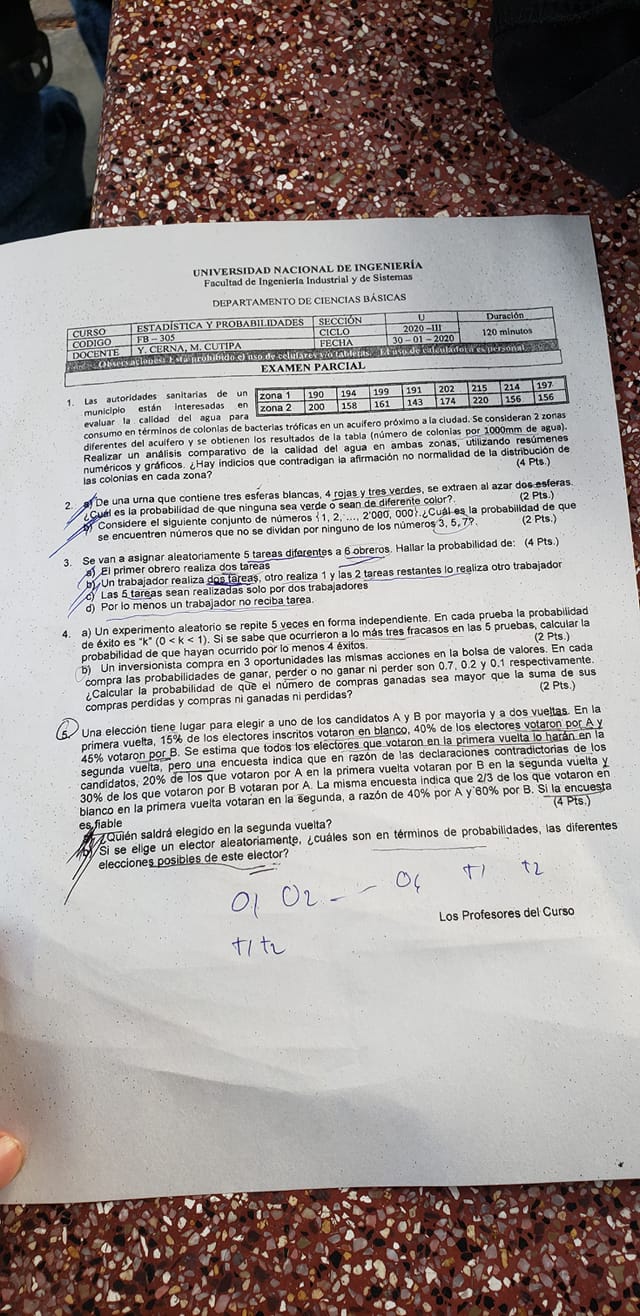 UNIVERSIDAD NACIONAL DE INGENIERÍA
Facultad de Ingeniería Industrial y de Sistemas
DEPARTAMENTO DE CIENCIAS BÁSICAS
CURSO ESTADÍSTICA Y PROBABILIDADES SECCIÓN U Duración
CODIGO FB – 305 CICLO 2020 –III 120 minutos
DOCENTE Y. CERNA, M. CUTIPA FECHA 30 – 01 – 2020
Observaciones: Está prohibido el uso de celulares y/o tabletas. El uso de calculadora es personal.
EXAMEN PARCIAL
1. Las autoridades sanitarias de un
municipio están interesadas en
evaluar la calidad del agua para
zona 1 190 194 199 191 202 215 214 197
zona 2 200 158 161 143 174 220 156 156
consumo en términos de colonias de bacterias tróficas en un acuífero próximo a la ciudad. Se consideran 2 zonas
diferentes del acuífero y se obtienen los resultados de la tabla (número de colonias por 1000mm de agua).
Realizar un análisis comparativo de la calidad del agua en ambas zonas, utilizando resúmenes
numéricos y gráficos. ¿Hay indicios que contradigan la afirmación no normalidad de la distribución de
las colonias en cada zona? (4 Pts.)
2. a) De una urna que contiene tres esferas blancas, 4 rojas y tres verdes, se extraen al azar dos esferas.
¿Cuál es la probabilidad de que ninguna sea verde o sean de diferente color?. (2 Pts.)
b) Considere el siguiente conjunto de números {1, 2, ..., 2'000, 000}.¿Cuál es la probabilidad de que
se encuentren números que no se dividan por ninguno de los números 3, 5, 7?. (2 Pts.)
3. Se van a asignar aleatoriamente 5 tareas diferentes a 6 obreros. Hallar la probabilidad de: (4 Pts.)
a) El primer obrero realiza dos tareas
b) Un trabajador realiza dos tareas, otro realiza 1 y las 2 tareas restantes lo realiza otro trabajador
c) Las 5 tareas sean realizadas solo por dos trabajadores
d) Por lo menos un trabajador no reciba tarea.
4. a) Un experimento aleatorio se repite 5 veces en forma independiente. En cada prueba la probabilidad
de éxito es "k" (0 < k < 1). Si se sabe que ocurrieron a lo más tres fracasos en las 5 pruebas, calcular la
probabilidad de que hayan ocurrido por lo menos 4 éxitos. (2 Pts.)
b) Un inversionista compra en 3 oportunidades las mismas acciones en la bolsa de valores. En cada
compra las probabilidades de ganar, perder o no ganar ni perder son 0.7, 0.2 y 0.1 respectivamente.
¿Calcular la probabilidad de que el número de compras ganadas sea mayor que la suma de sus
compras perdidas y compras ni ganadas ni perdidas? (2 Pts.)
5. Una elección tiene lugar para elegir a uno de los candidatos A y B por mayoría y a dos vueltas. En la
primera vuelta, 15% de los electores inscritos votaron en blanco, 40% de los electores votaron por A y
45% votaron por B. Se estima que todos los electores que votaron en la primera vuelta lo harán en la
segunda vuelta, pero una encuesta indica que en razón de las declaraciones contradictorias de los
candidatos, 20% de los que votaron por A en la primera vuelta votaran por B en la segunda vuelta y
30% de los que votaron por B votaran por A. La misma encuesta indica que 2/3 de los que votaron en
blanco en la primera vuelta votaran en la segunda, a razón de 40% por A y 60% por B. Si la encuesta
es fiable (4 Pts.)
¿Quién saldrá elegido en la segunda vuelta?
b) Si se elige un elector aleatoriamente, ¿cuáles son en términos de probabilidades, las diferentes
elecciones posibles de este elector?
O1 O2 - - O6 t1 t2
t1 t2
Los Profesores del Curso